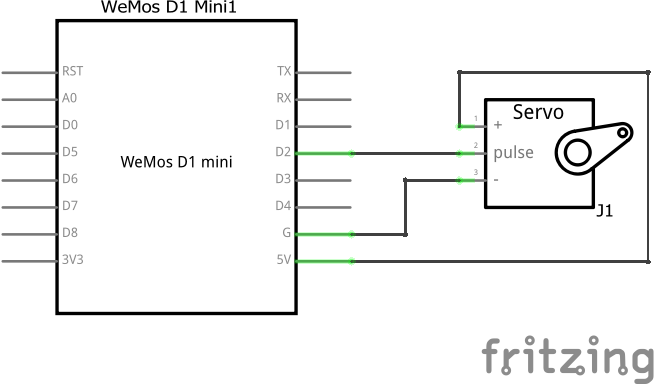 WeMos D1 Mini1
RST
A0
D0
D5
D6
D7
D8
3V3
WeMos D1 mini
TX
RX
D1
D2
D3
D4
G
5V
Servo
1 +
2 pulse
3 -
J1
fritzing